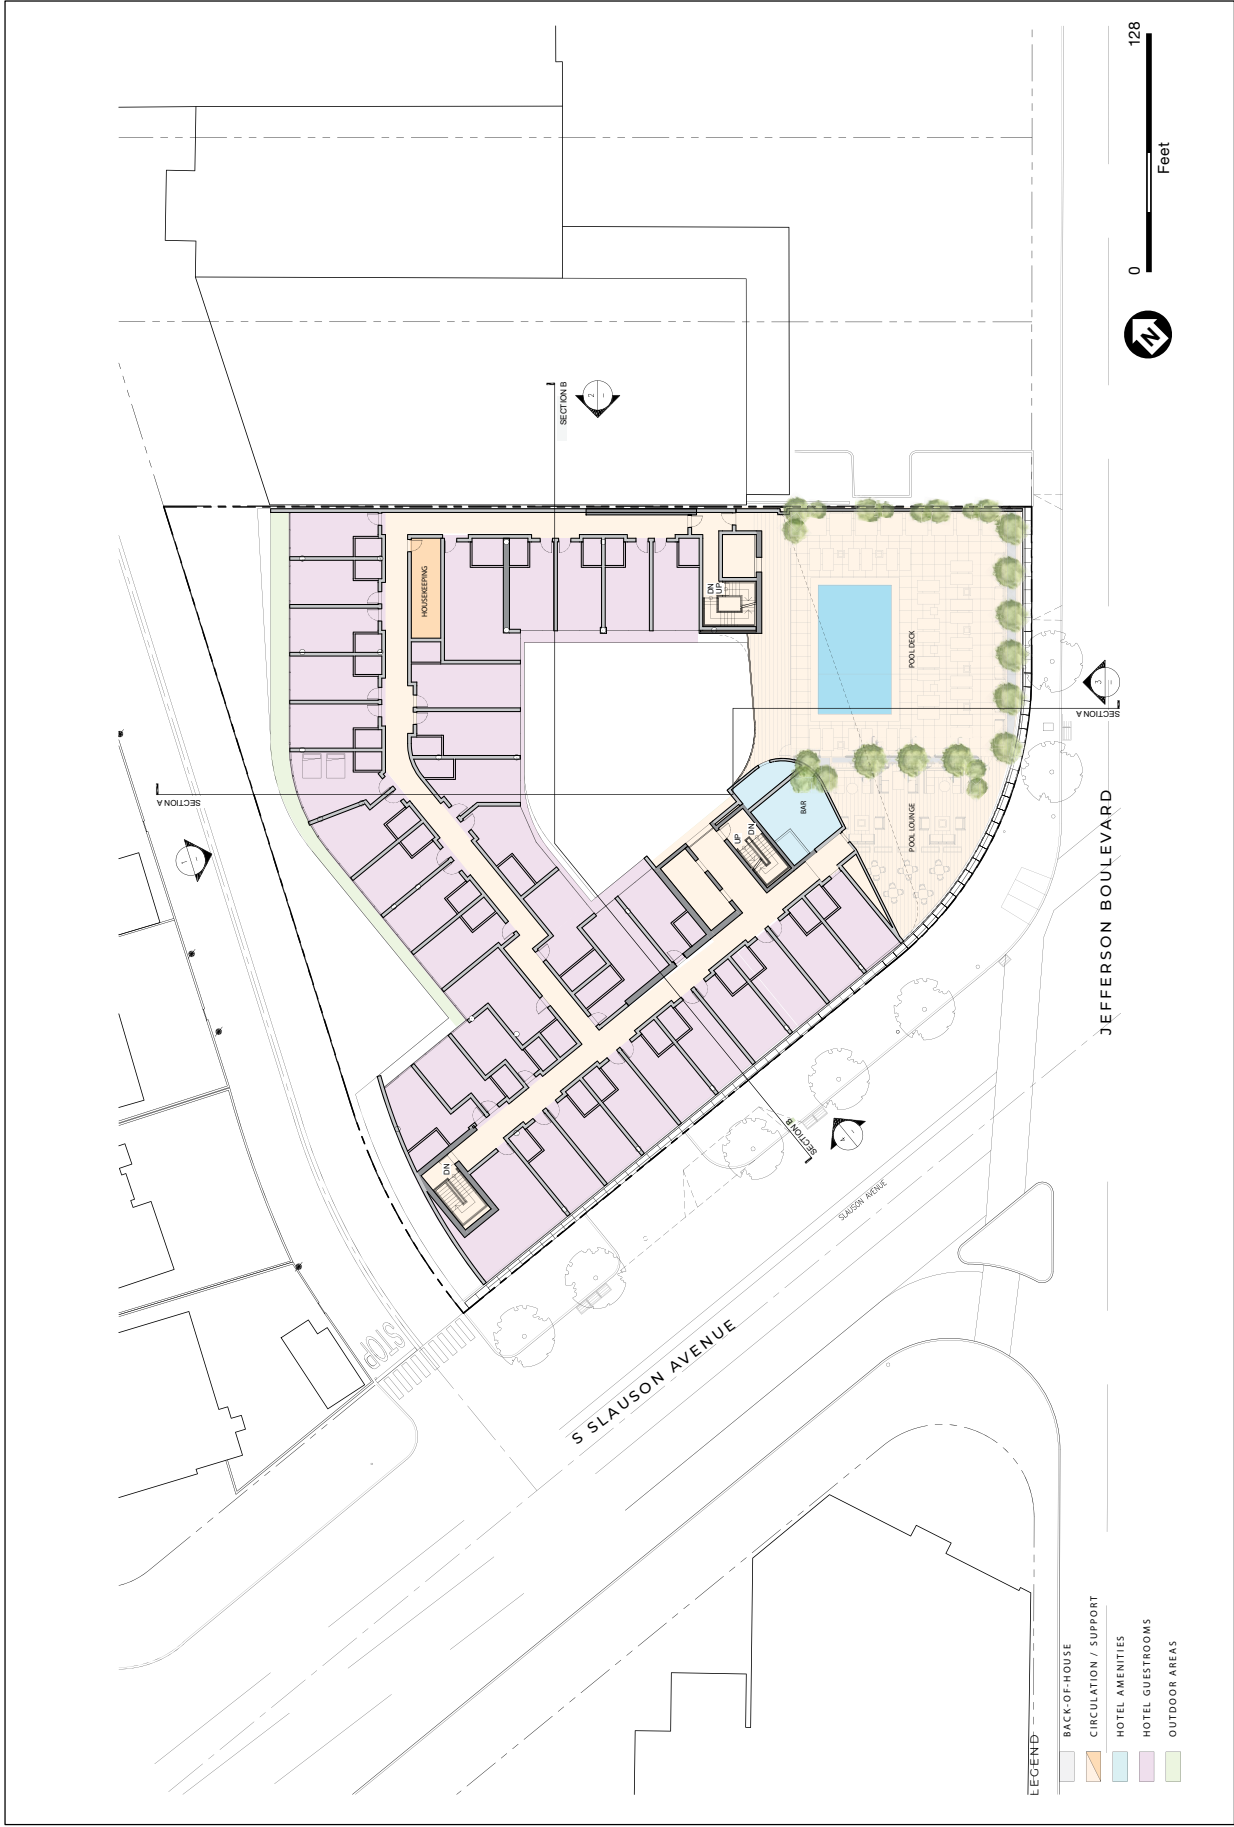 128
0
Feet
N
SECTION B
2
HOUSEKEEPING
DN
UP
POOL DECK
3
SECTION A
SECTION A
1
BAR
UP
DN
POOL LOUNGE
JEFFERSON BOULEVARD
DN
SECTION B
4
SLAUSON AVENUE
STOP
S SLAUSON AVENUE
LEGEND
BACK-OF-HOUSE
CIRCULATION / SUPPORT
HOTEL AMENITIES
HOTEL GUESTROOMS
OUTDOOR AREAS